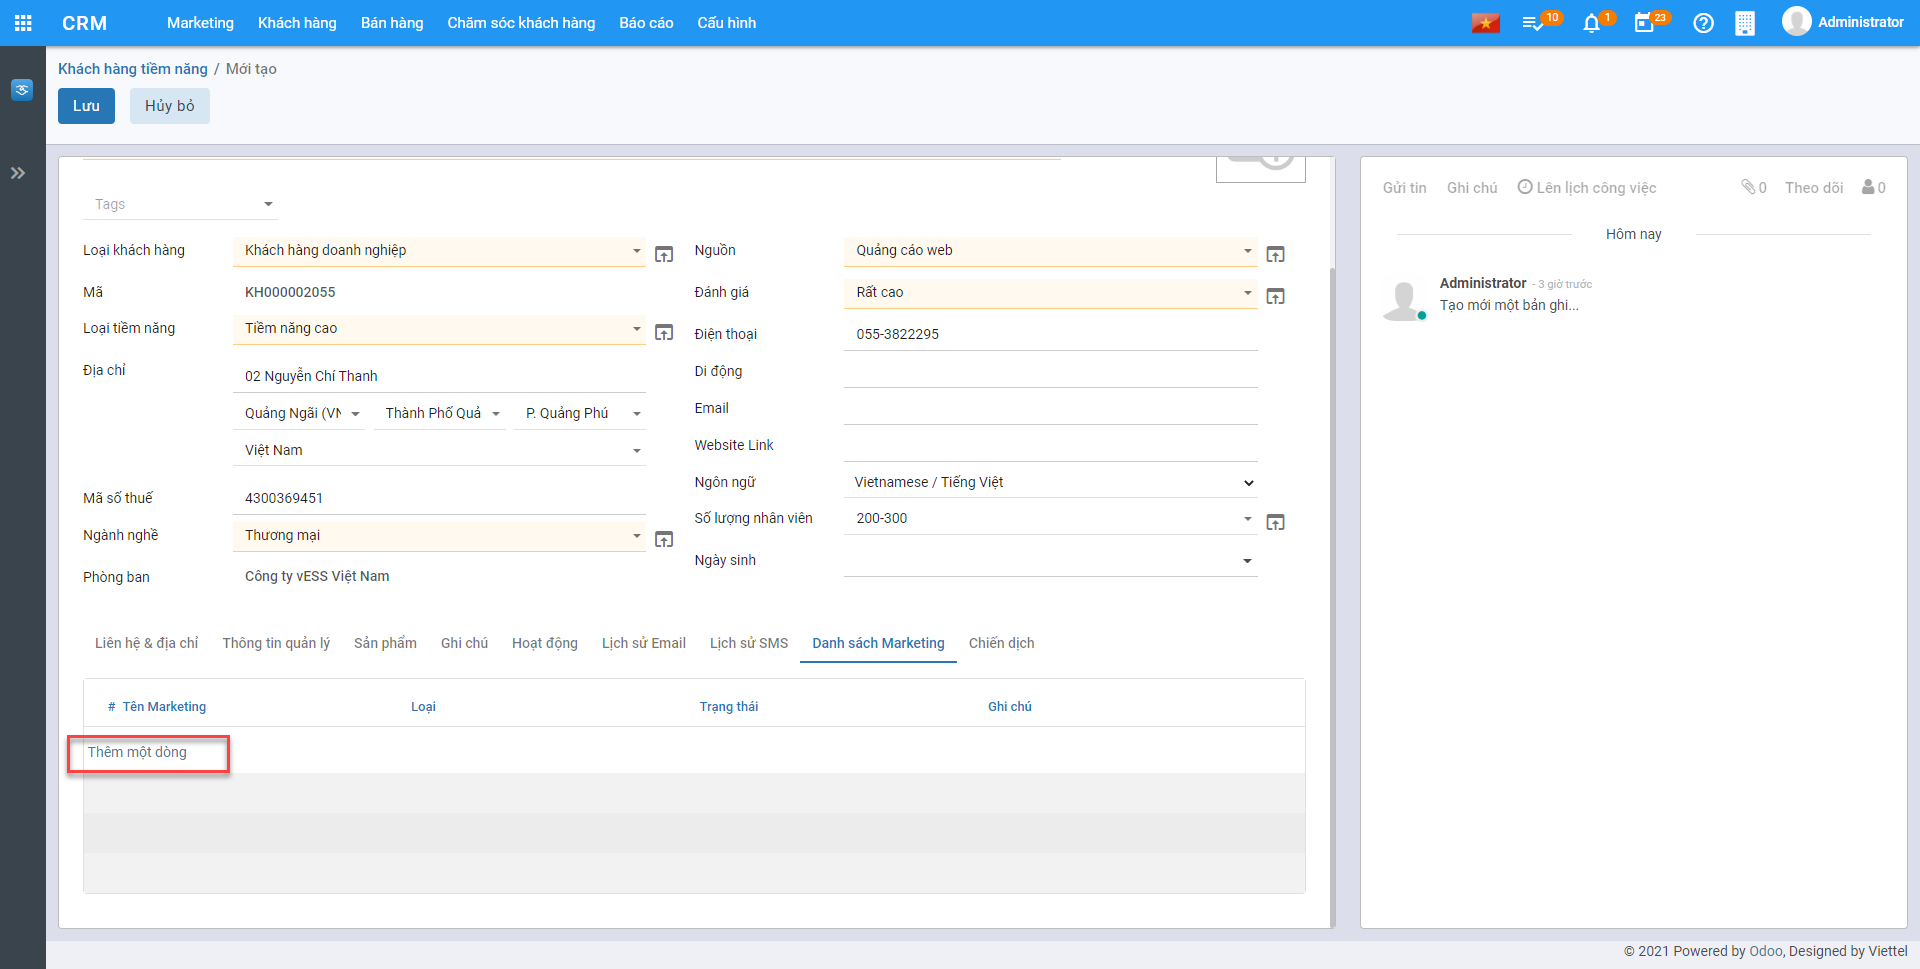 CRM Marketing Khách hàng Bán hàng Chăm sóc khách hàng Báo cáo Cấu hình 10 1 23 Administrator
Khách hàng tiềm năng / Mới tạo
Lưu Hủy bỏ
Tags
Loại khách hàng Khách hàng doanh nghiệp
Mã KH000002055
Loại tiềm năng Tiềm năng cao
Địa chỉ 02 Nguyễn Chí Thanh
Quảng Ngãi (VN Thành Phố Quả P. Quảng Phú
Việt Nam
Mã số thuế 4300369451
Ngành nghề Thương mại
Phòng ban Công ty vESS Việt Nam
Nguồn Quảng cáo web
Đánh giá Rất cao
Điện thoại 055-3822295
Di động
Email
Website Link
Ngôn ngữ Vietnamese / Tiếng Việt
Số lượng nhân viên 200-300
Ngày sinh
Liên hệ & địa chỉ Thông tin quản lý Sản phẩm Ghi chú Hoạt động Lịch sử Email Lịch sử SMS Danh sách Marketing Chiến dịch
# Tên Marketing Loại Trạng thái Ghi chú
Thêm một dòng
Gửi tin Ghi chú Lên lịch công việc 0 Theo dõi 0
Hôm nay
Administrator - 3 giờ trước
Tạo mới một bản ghi...
© 2021 Powered by Odoo, Designed by Viettel